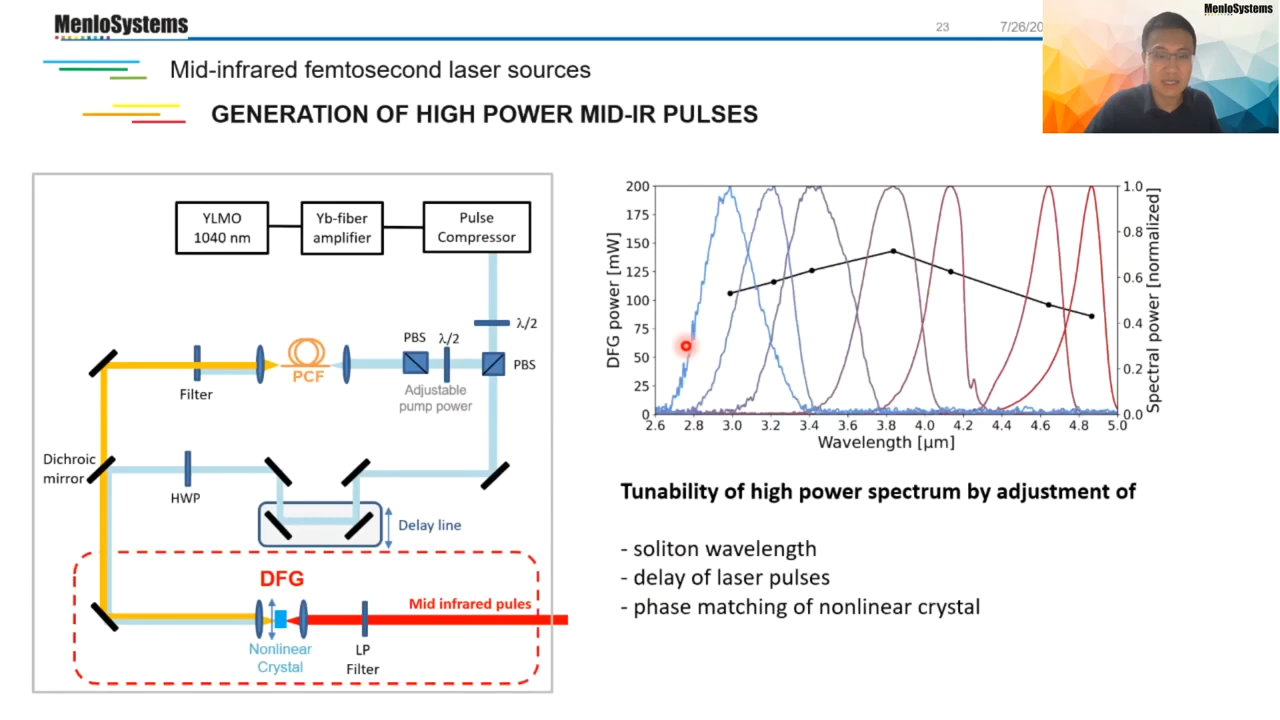 MenloSystems
23
7/26/20
MenloSystems
Mid-infrared femtosecond laser sources
GENERATION OF HIGH POWER MID-IR PULSES
YLMO
1040 nm
Yb-fiber
amplifier
Pulse
Compressor
λ/2
PBS
λ/2
PBS
PCF
Filter
Adjustable
pump power
Dichroic
mirror
HWP
Delay line
DFG
Mid infrared pules
Nonlinear
Crystal
LP
Filter
DFG power [mW]
200
175
150
125
100
75
50
25
0
1.0
0.8
0.6
0.4
0.2
0.0
Spectral power [normalized]
2.6 2.8 3.0 3.2 3.4 3.6 3.8 4.0 4.2 4.4 4.6 4.8 5.0
Wavelength [μm]
Tunability of high power spectrum by adjustment of
- soliton wavelength
- delay of laser pulses
- phase matching of nonlinear crystal